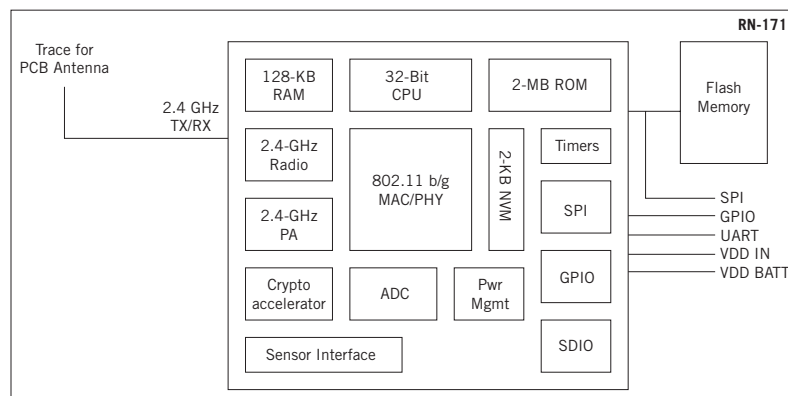 RN-171
Trace for
PCB Antenna
2.4 GHz
TX/RX
128-KB
RAM
32-Bit
CPU
2-MB ROM
Flash
Memory
2.4-GHz
Radio
802.11 b/g
MAC/PHY
2-KB NVM
Timers
2.4-GHz
PA
SPI
SPI
GPIO
UART
VDD IN
VDD BATT
Crypto
accelerator
ADC
Pwr
Mgmt
GPIO
Sensor Interface
SDIO